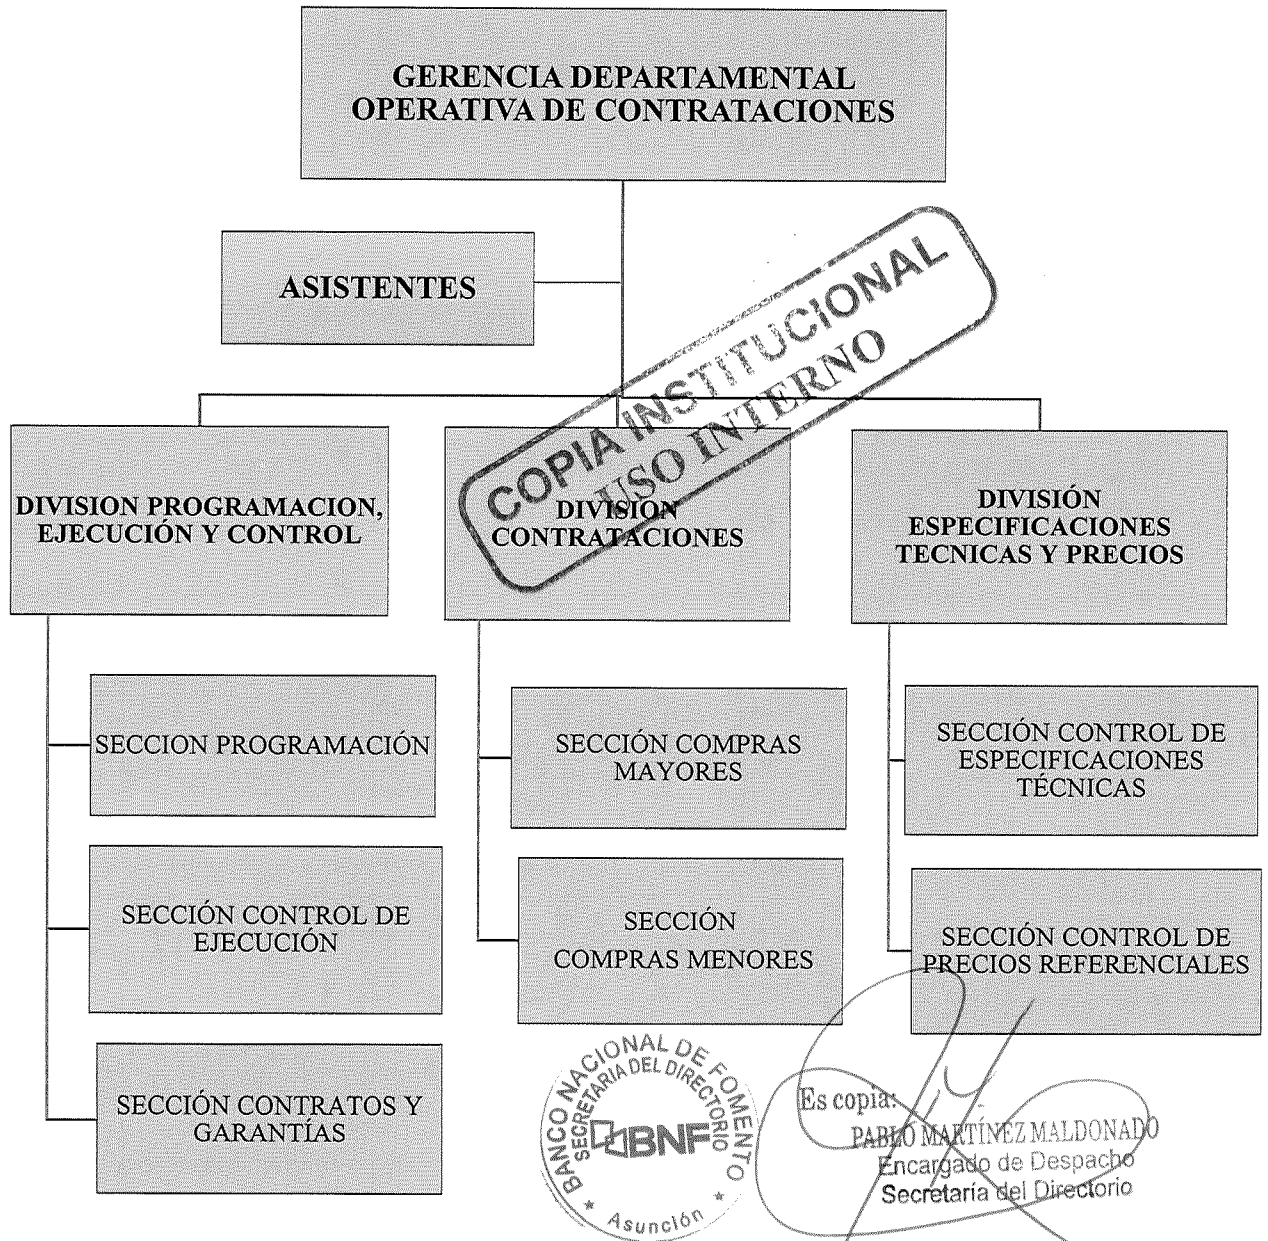 GERENCIA DEPARTAMENTAL
OPERATIVA DE CONTRATACIONES
ASISTENTES
COPIA INSTITUCIONAL
USO INTERNO
DIVISION PROGRAMACION,
EJECUCIÓN Y CONTROL
DIVISIÓN
CONTRATACIONES
DIVISIÓN
ESPECIFICACIONES
TECNICAS Y PRECIOS
SECCION PROGRAMACIÓN
SECCIÓN CONTROL DE
EJECUCIÓN
SECCIÓN CONTRATOS Y
GARANTÍAS
SECCIÓN COMPRAS
MAYORES
SECCIÓN
COMPRAS MENORES
SECCIÓN CONTROL DE
ESPECIFICACIONES
TÉCNICAS
SECCIÓN CONTROL DE
PRECIOS REFERENCIALES
BANCO NACIONAL DE FOMENTO
SECRETARIA DEL DIRECTORIO
BNF
* Asunción *
Es copia:
PABLO MARTÍNEZ MALDONADO
Encargado de Despacho
Secretaría del Directorio